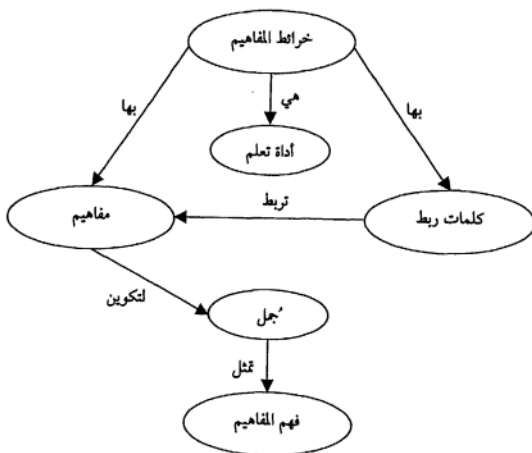 خرائط المفاهيم
بها
هي
بها
أداة تعلم
مفاهيم
تربط
كلمات ربط
لتكوين
جُمل
تمثل
فهم المفاهيم